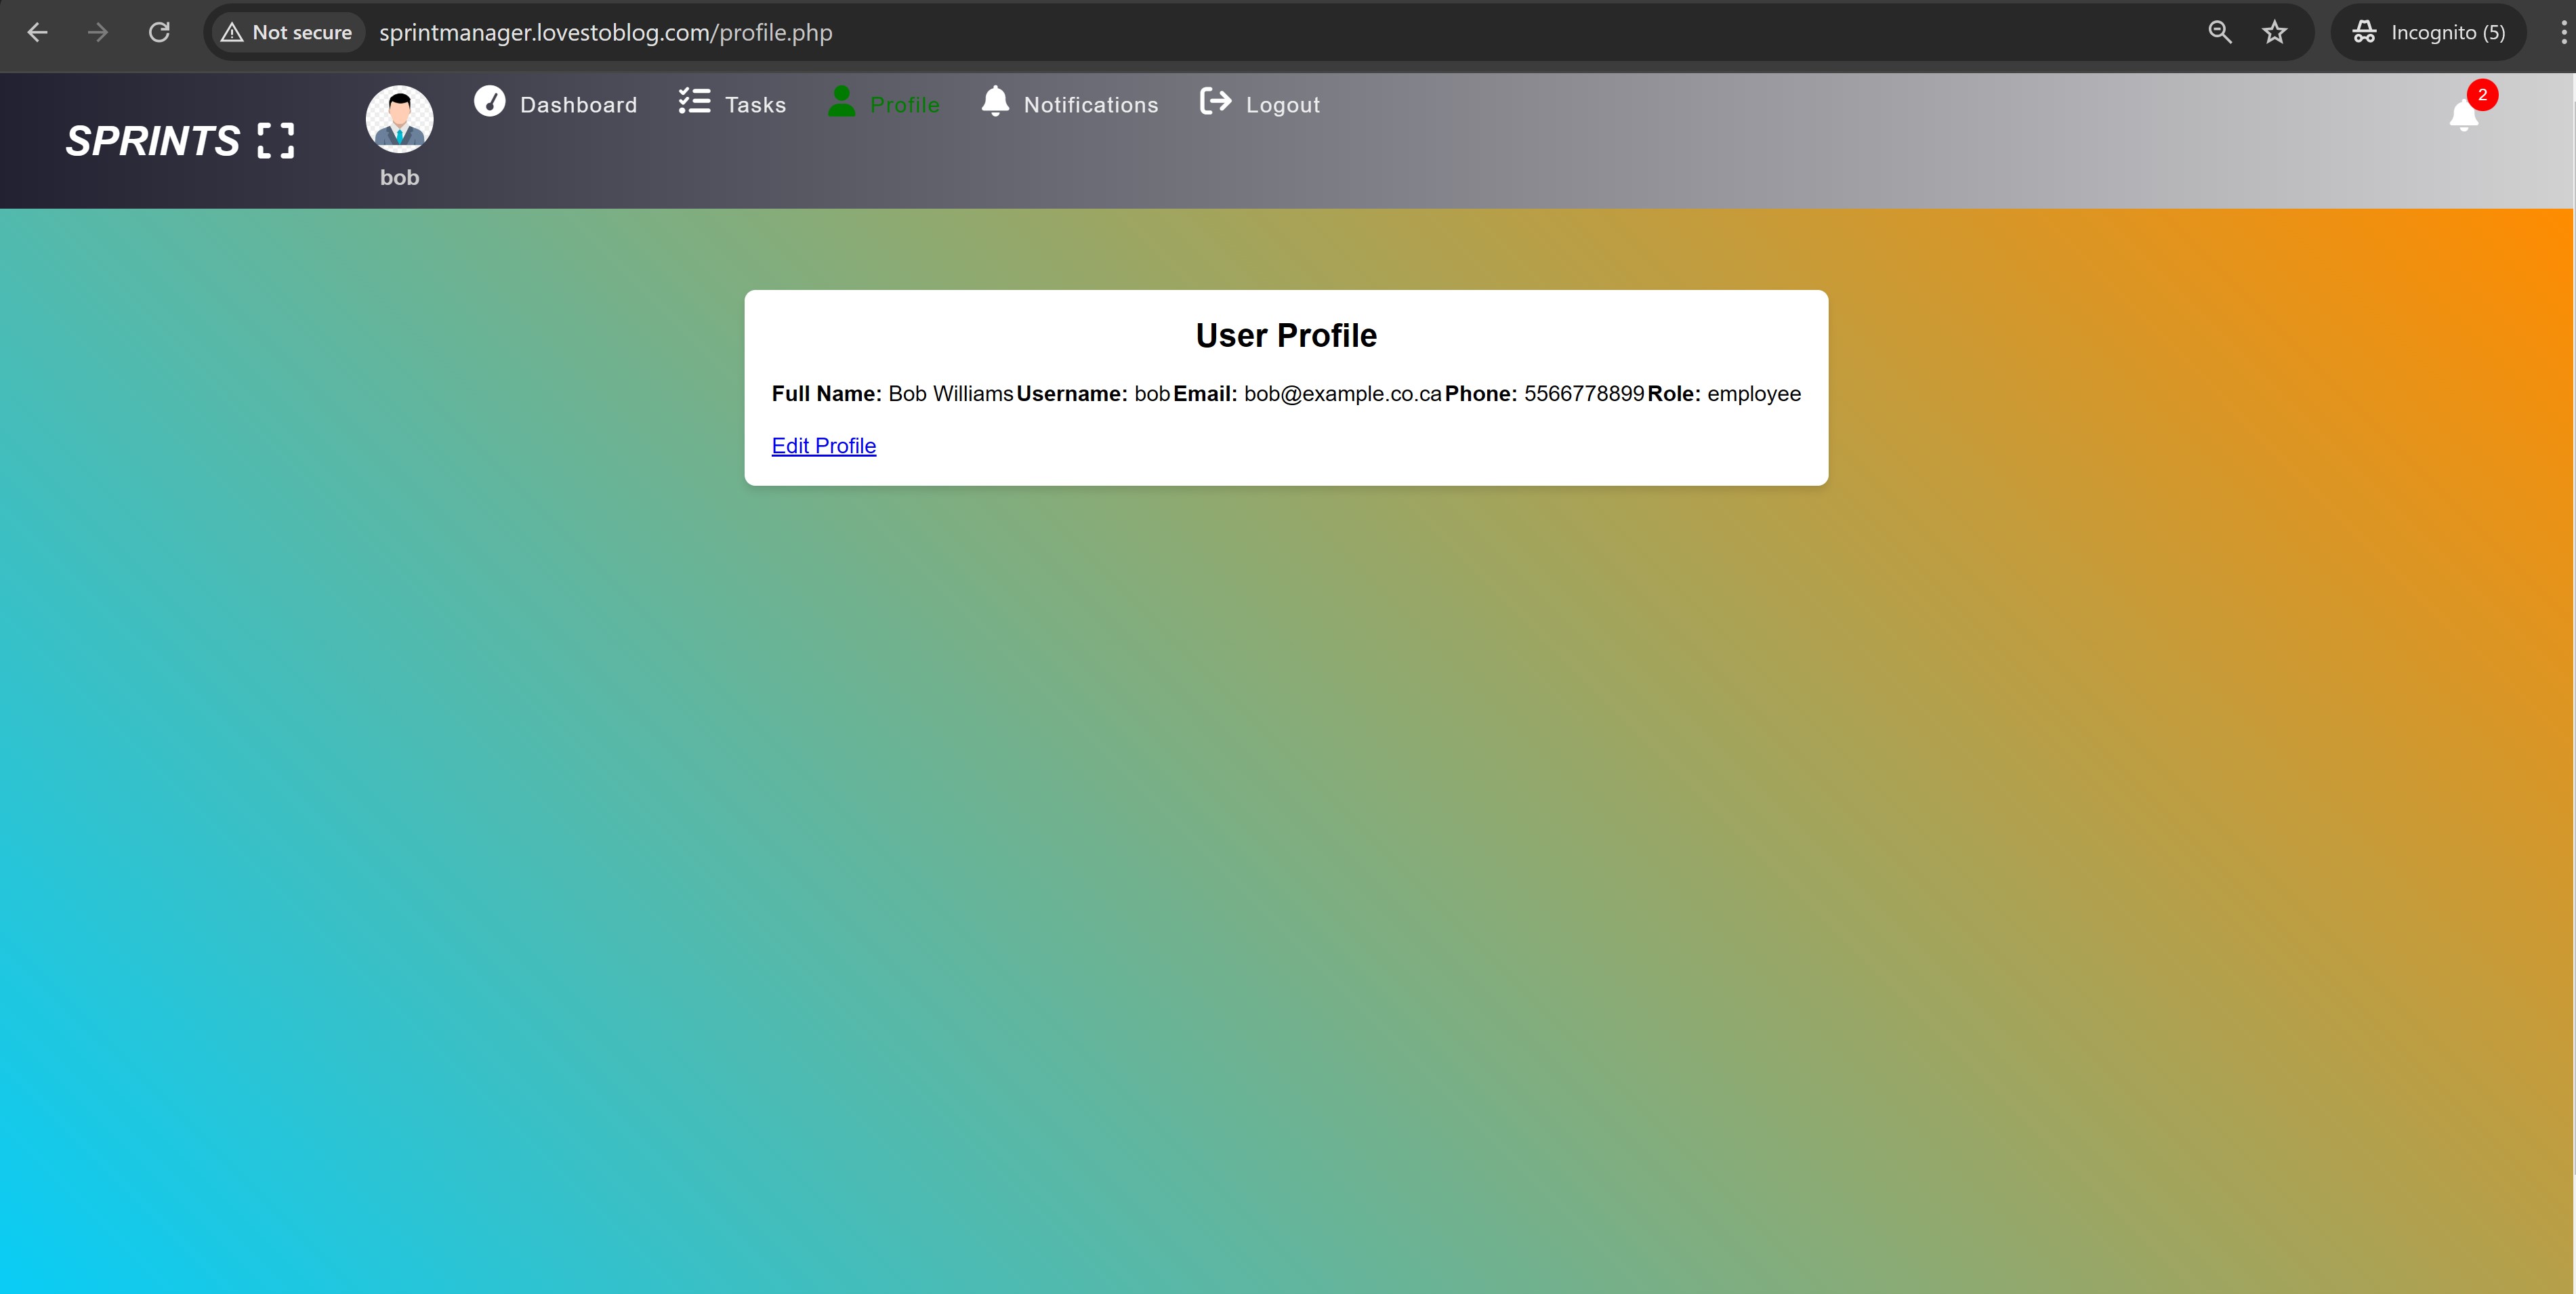 Not secure sprintmanager.lovestoblog.com/profile.php Incognito (5)
SPRINTS
bob
Dashboard Tasks Profile Notifications Logout
2
User Profile
Full Name: Bob Williams Username: bob Email: bob@example.co.ca Phone: 5566778899 Role: employee
Edit Profile